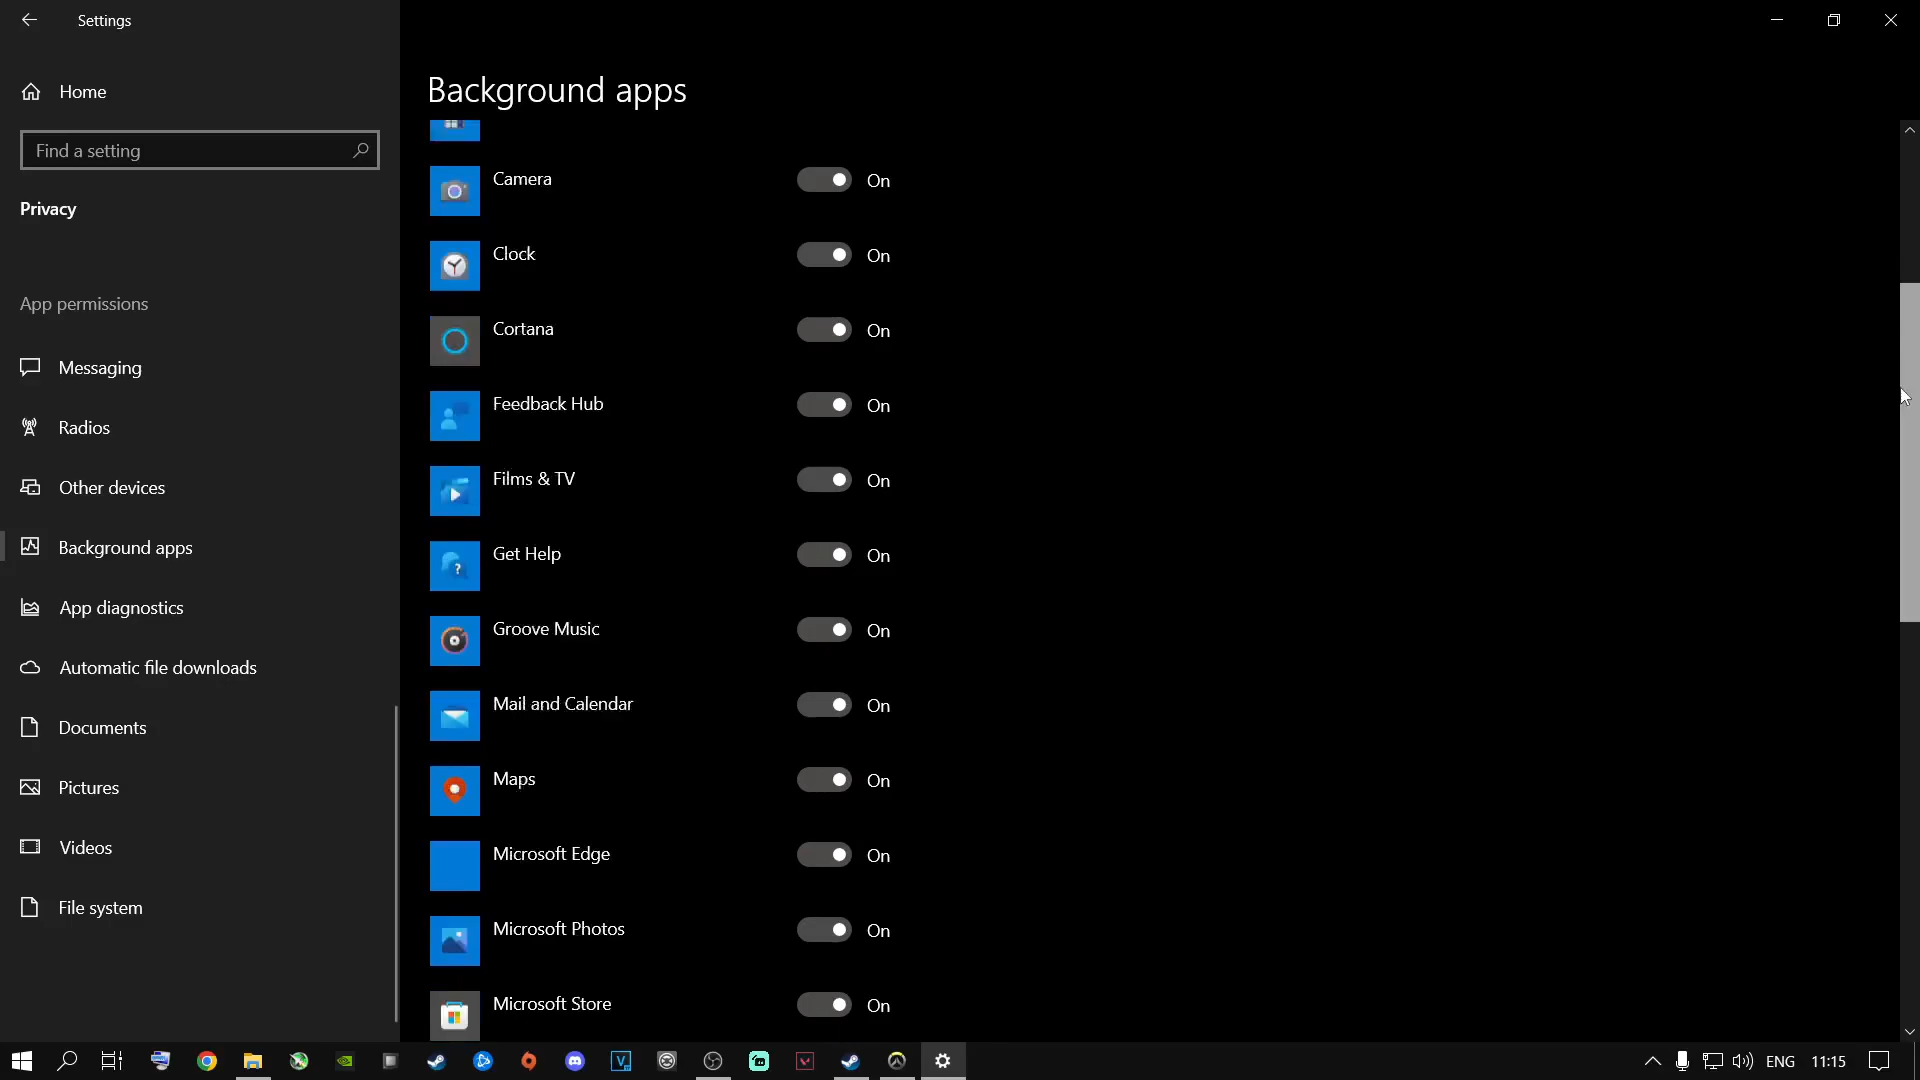 Settings
Home
Find a setting
Privacy
App permissions
Messaging
Radios
Other devices
Background apps
App diagnostics
Automatic file downloads
Documents
Pictures
Videos
File system
Background apps
Camera On
Clock On
Cortana On
Feedback Hub On
Films & TV On
Get Help On
Groove Music On
Mail and Calendar On
Maps On
Microsoft Edge On
Microsoft Photos On
Microsoft Store On
ENG 11:15